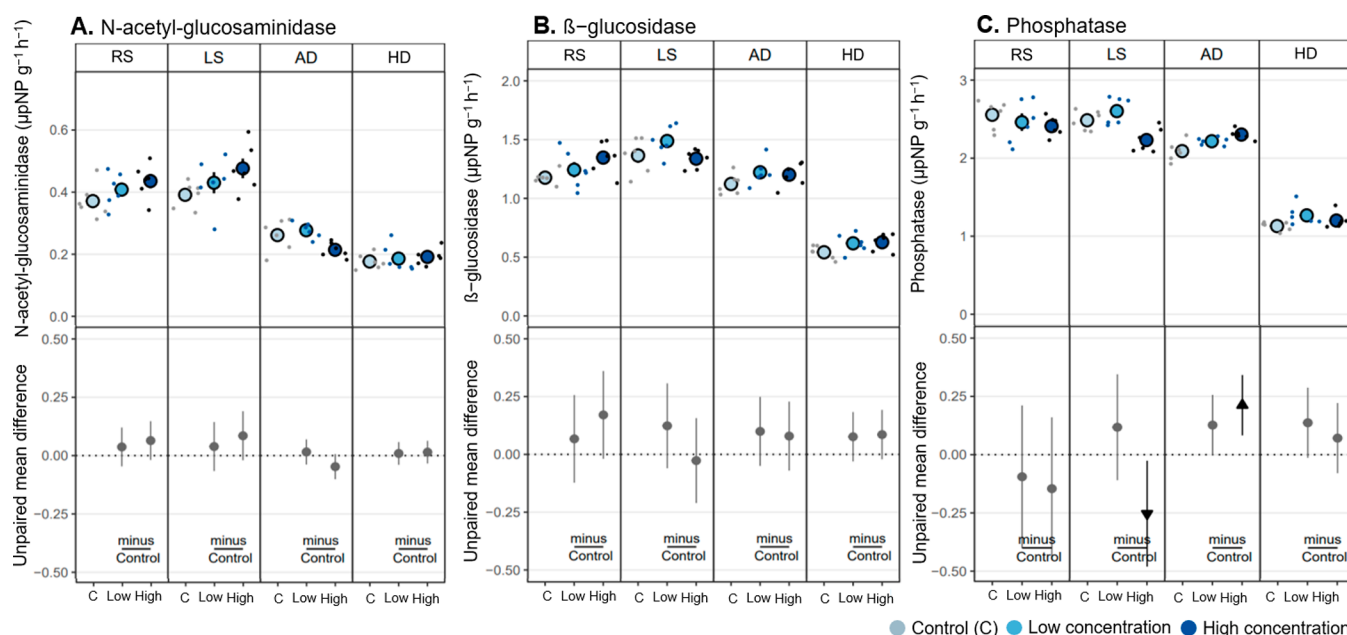 A. N-acetyl-glucosaminidase
RS LS AD HD
N-acetyl-glucosaminidase (µpNP g⁻¹ h⁻¹)
0.6
0.4
0.2
0.0
Unpaired mean difference
0.50
0.25
0.00
−0.25
−0.50
minus minus minus minus
Control Control Control Control
C Low High C Low High C Low High C Low High
B. ß−glucosidase
RS LS AD HD
ß−glucosidase (µpNP g⁻¹ h⁻¹)
2.0
1.5
1.0
0.5
0.0
Unpaired mean difference
0.50
0.25
0.00
−0.25
−0.50
minus minus minus minus
Control Control Control Control
C Low High C Low High C Low High C Low High
C. Phosphatase
RS LS AD HD
Phosphatase (µpNP g⁻¹ h⁻¹)
3
2
1
0
Unpaired mean difference
0.50
0.25
0.00
−0.25
−0.50
minus minus minus minus
Control Control Control Control
C Low High C Low High C Low High C Low High
Control (C) Low concentration High concentration